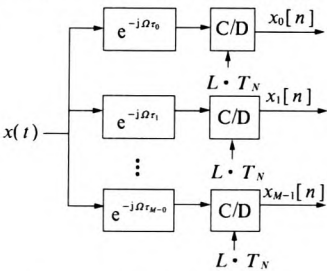 e^{-jΩτ_0} C/D x_0[n]
L · T_N
x(t) e^{-jΩτ_1} C/D x_1[n]
L · T_N
⋮
e^{-jΩτ_{M-0}} C/D x_{M-1}[n]
L · T_N